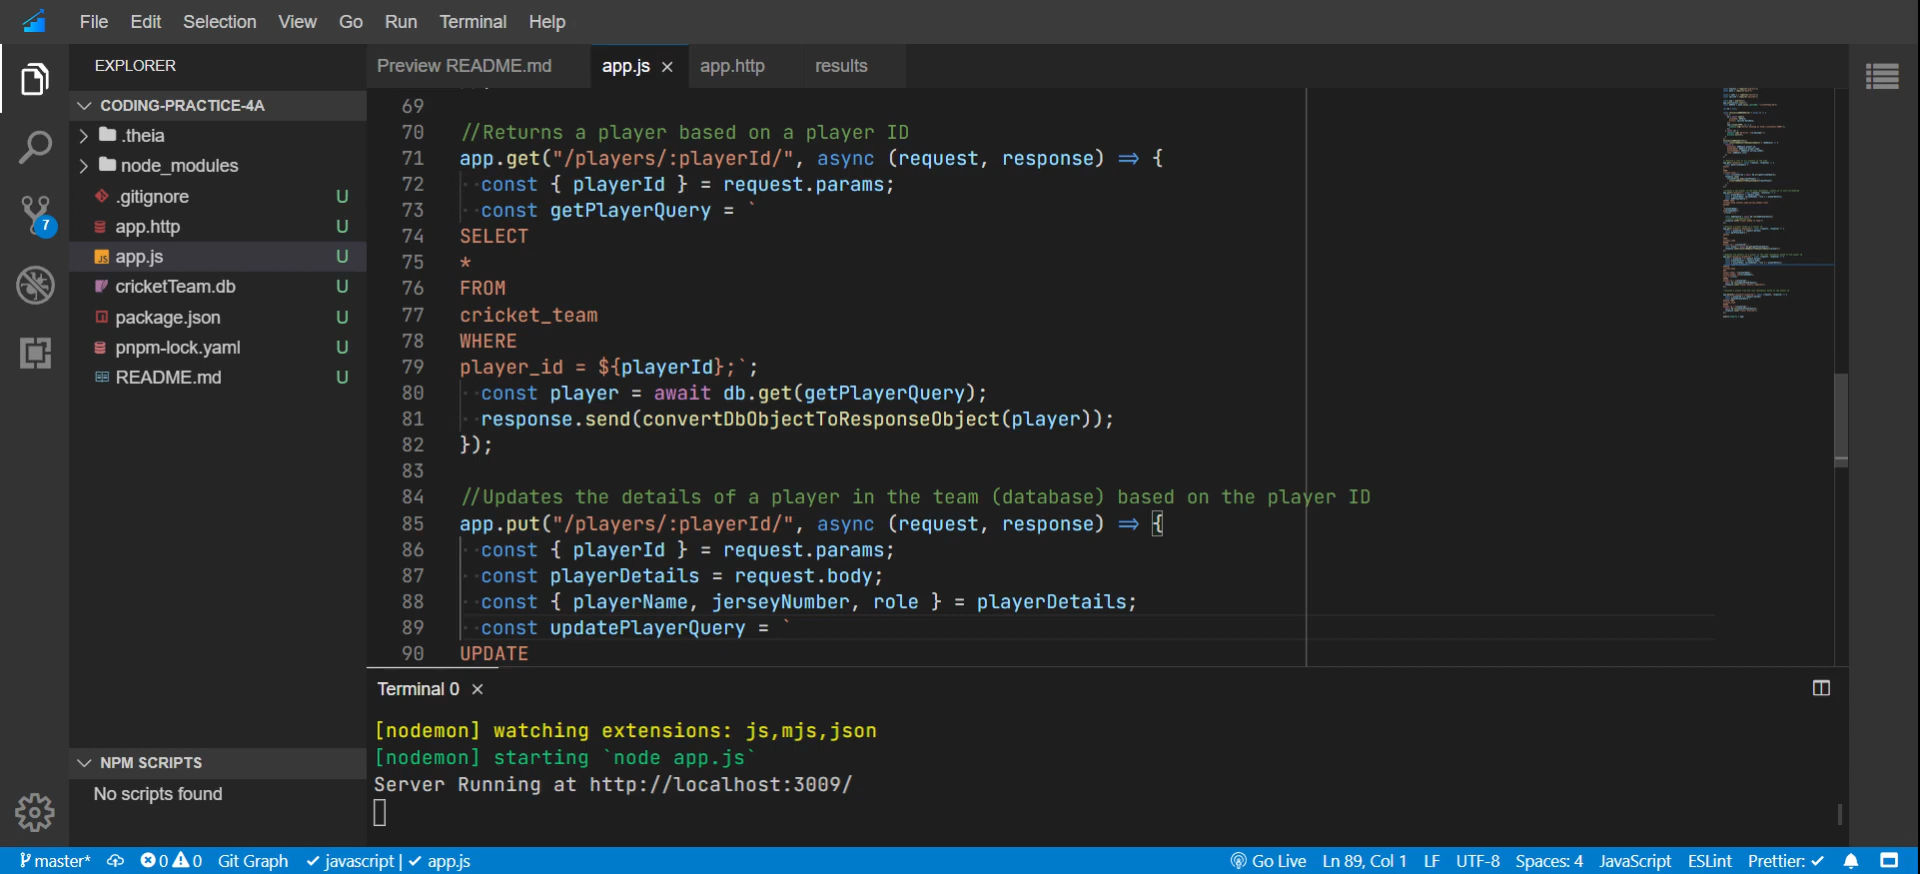 File Edit Selection View Go Run Terminal Help
EXPLORER
CODING-PRACTICE-4A
.theia
node_modules
.gitignore U
app.http U
JS app.js U
cricketTeam.db U
package.json U
pnpm-lock.yaml U
README.md U
7
NPM SCRIPTS
No scripts found
Preview README.md app.js × app.http results
69
70 //Returns a player based on a player ID
71 app.get("/players/:playerId/", async (request, response) => {
72 const { playerId } = request.params;
73 const getPlayerQuery = `
74 SELECT
75 *
76 FROM
77 cricket_team
78 WHERE
79 player_id = ${playerId};`;
80 const player = await db.get(getPlayerQuery);
81 response.send(convertDbObjectToResponseObject(player));
82 });
83
84 //Updates the details of a player in the team (database) based on the player ID
85 app.put("/players/:playerId/", async (request, response) => {
86 const { playerId } = request.params;
87 const playerDetails = request.body;
88 const { playerName, jerseyNumber, role } = playerDetails;
89 const updatePlayerQuery = `
90 UPDATE
Terminal 0 ×
[nodemon] watching extensions: js,mjs,json
[nodemon] starting `node app.js`
Server Running at http://localhost:3009/
master* 0 0 Git Graph ✓ javascript | ✓ app.js Go Live Ln 89, Col 1 LF UTF-8 Spaces: 4 JavaScript ESLint Prettier: ✓